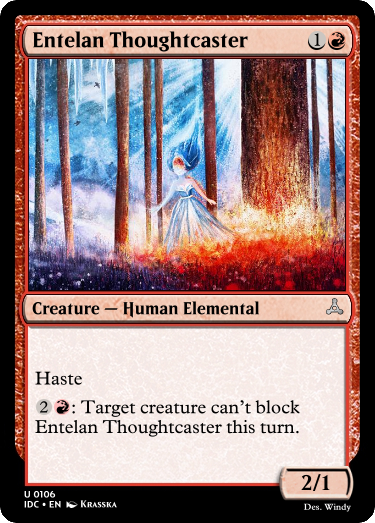 Entelan Thoughtcaster 1
Creature — Human Elemental
Haste
2 : Target creature can't block
Entelan Thoughtcaster this turn.
2/1
U 0106
IDC • EN Krasska
Des. Windy